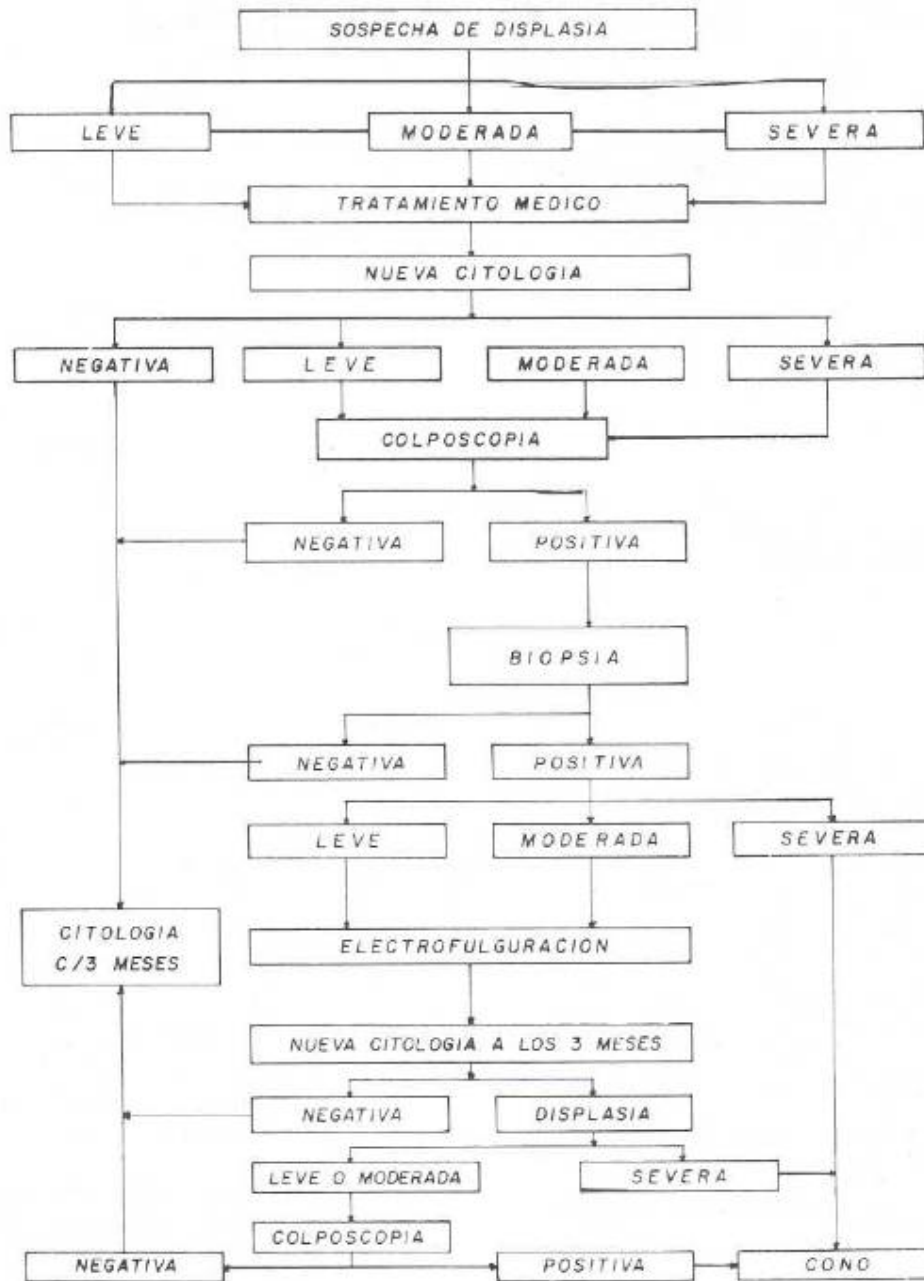 SOSPECHA DE DISPLASIA
LEVE
MODERADA
SEVERA
TRATAMIENTO MEDICO
NUEVA CITOLOGIA
NEGATIVA
LEVE
MODERADA
SEVERA
COLPOSCOPIA
NEGATIVA
POSITIVA
BIOPSIA
NEGATIVA
POSITIVA
LEVE
MODERADA
SEVERA
CITOLOGIA
C/3 MESES
ELECTROFULGURACION
NUEVA CITOLOGIA A LOS 3 MESES
NEGATIVA
DISPLASIA
LEVE O MODERADA
SEVERA
COLPOSCOPIA
NEGATIVA
POSITIVA
CONO